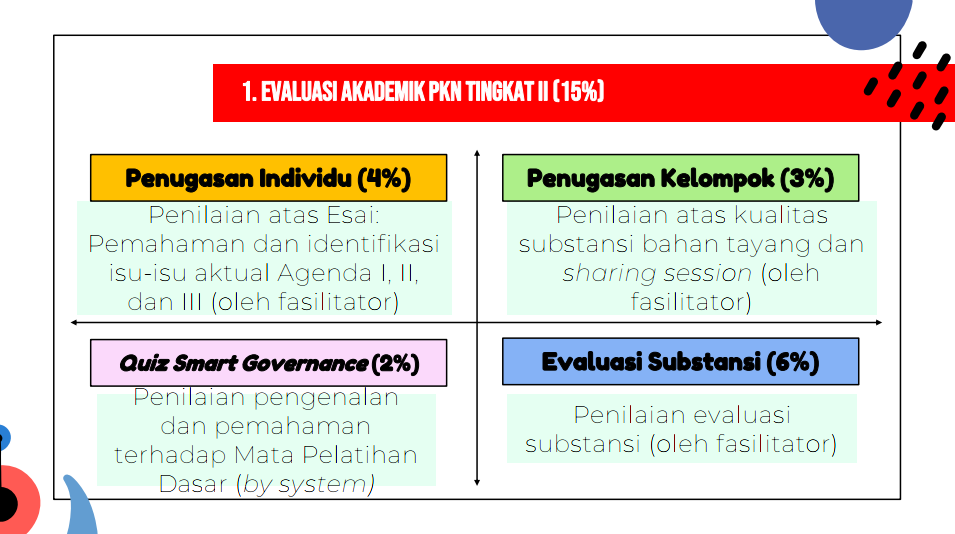 1. EVALUASI AKADEMIK PKN TINGKAT II (15%)
Penugasan Individu (4%)
Penilaian atas Esai:
Pemahaman dan identifikasi
isu-isu aktual Agenda I, II,
dan III (oleh fasilitator)
Penugasan Kelompok (3%)
Penilaian atas kualitas
substansi bahan tayang dan
sharing session (oleh
fasilitator)
Quiz Smart Governance (2%)
Penilaian pengenalan
dan pemahaman
terhadap Mata Pelatihan
Dasar (by system)
Evaluasi Substansi (6%)
Penilaian evaluasi
substansi (oleh fasilitator)